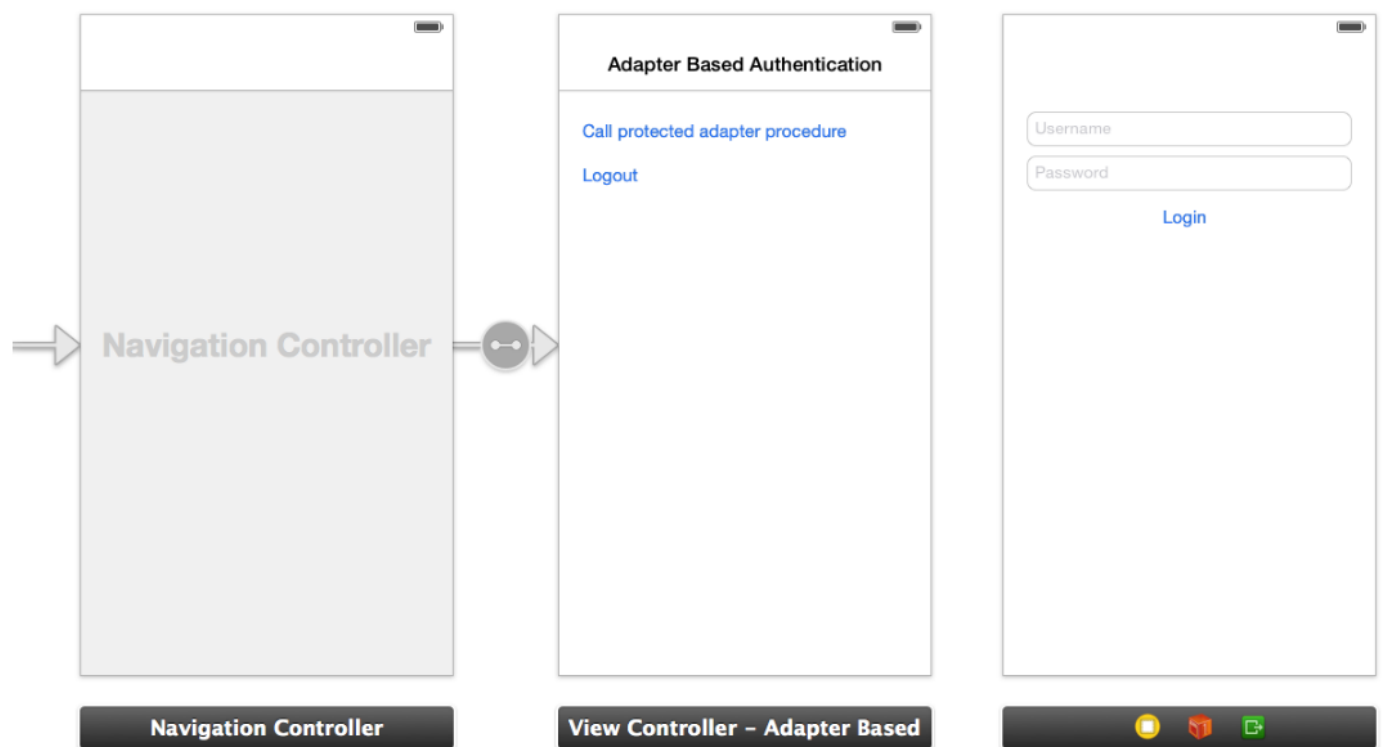 Navigation Controller
Navigation Controller
Adapter Based Authentication
Call protected adapter procedure
Logout
View Controller – Adapter Based
Username
Password
Login